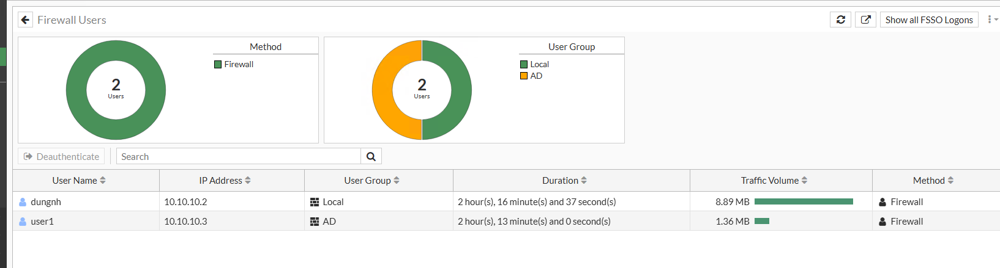 Firewall Users
Show all FSSO Logons
Method
Firewall
2
Users
User Group
Local
AD
2
Users
Deauthenticate
Search
User Name IP Address User Group Duration Traffic Volume Method
dungnh 10.10.10.2 Local 2 hour(s), 16 minute(s) and 37 second(s) 8.89 MB Firewall
user1 10.10.10.3 AD 2 hour(s), 13 minute(s) and 0 second(s) 1.36 MB Firewall